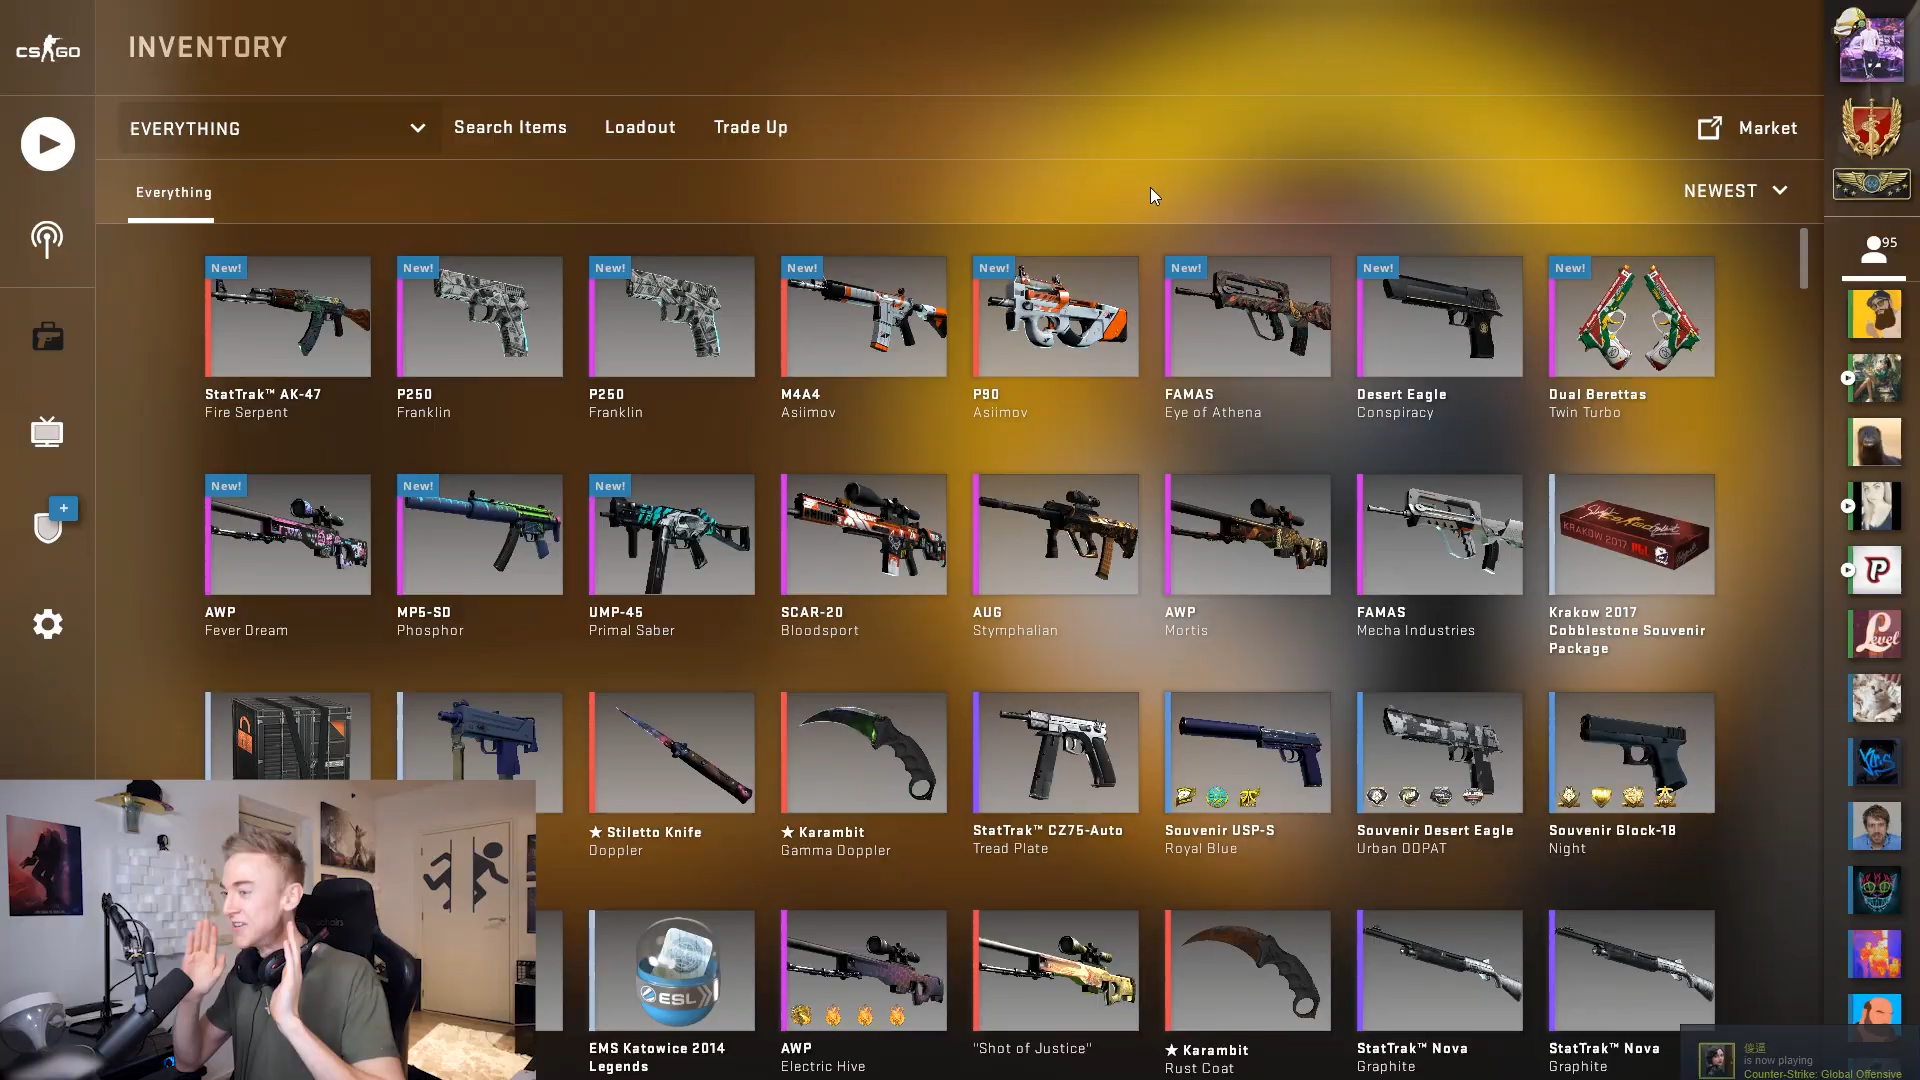 CS GO
INVENTORY
EVERYTHING
Search Items
Loadout
Trade Up
Market
Everything
NEWEST
95
New!
New!
New!
New!
New!
New!
New!
New!
StatTrak™ AK-47
Fire Serpent
P250
Franklin
P250
Franklin
M4A4
Asiimov
P90
Asiimov
FAMAS
Eye of Athena
Desert Eagle
Conspiracy
Dual Berettas
Twin Turbo
New!
New!
New!
KRAKOW 2017
AWP
Fever Dream
MP5-SD
Phosphor
UMP-45
Primal Saber
SCAR-20
Bloodsport
AUG
Stymphalian
AWP
Mortis
FAMAS
Mecha Industries
Krakow 2017
Cobblestone Souvenir
Package
★ Stiletto Knife
Doppler
★ Karambit
Gamma Doppler
StatTrak™ CZ75-Auto
Tread Plate
Souvenir USP-S
Royal Blue
Souvenir Desert Eagle
Urban DDPAT
Souvenir Glock-18
Night
ESL
EMS Katowice 2014
Legends
AWP
Electric Hive
"Shot of Justice"
★ Karambit
Rust Coat
StatTrak™ Nova
Graphite
StatTrak™ Nova
Graphite
P
Level
is now playing
Counter-Strike: Global Offensive